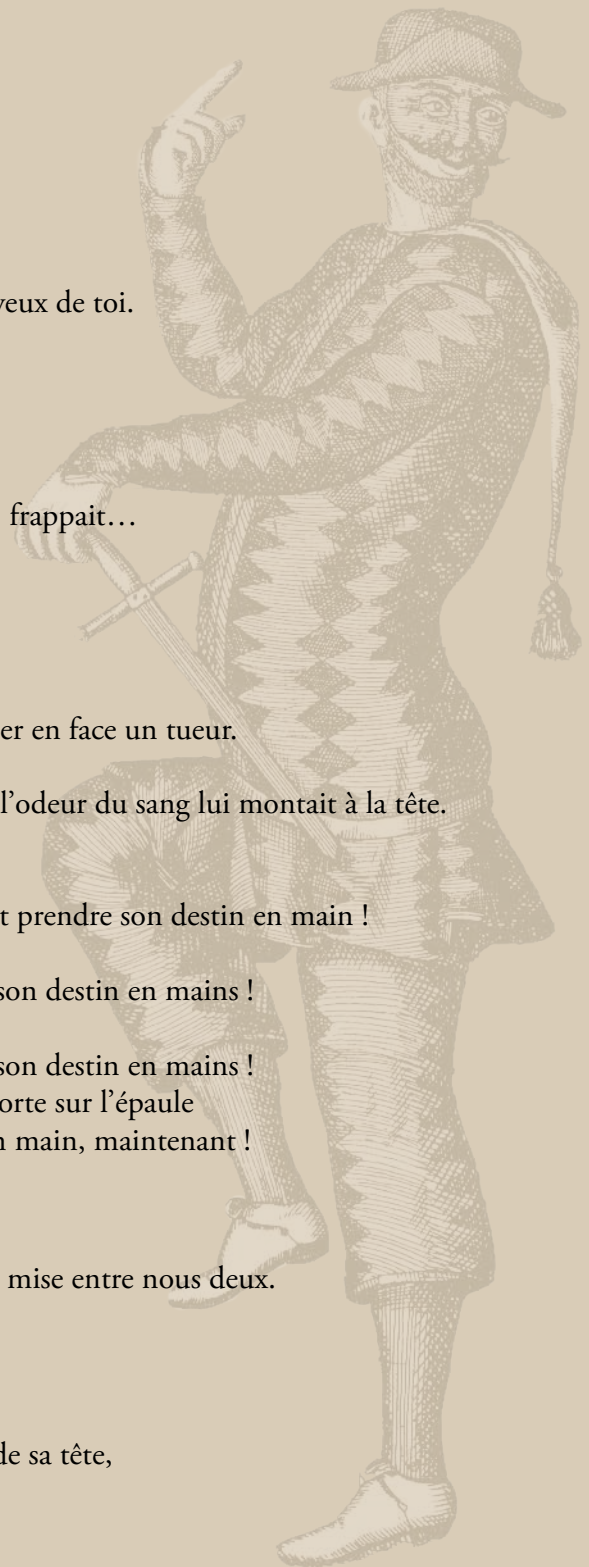 yeux de toi.
frappait…
er en face un tueur.
l’odeur du sang lui montait à la tête.
t prendre son destin en main !
son destin en mains !
son destin en mains !
orte sur l’épaule
n main, maintenant !
mise entre nous deux.
de sa tête,